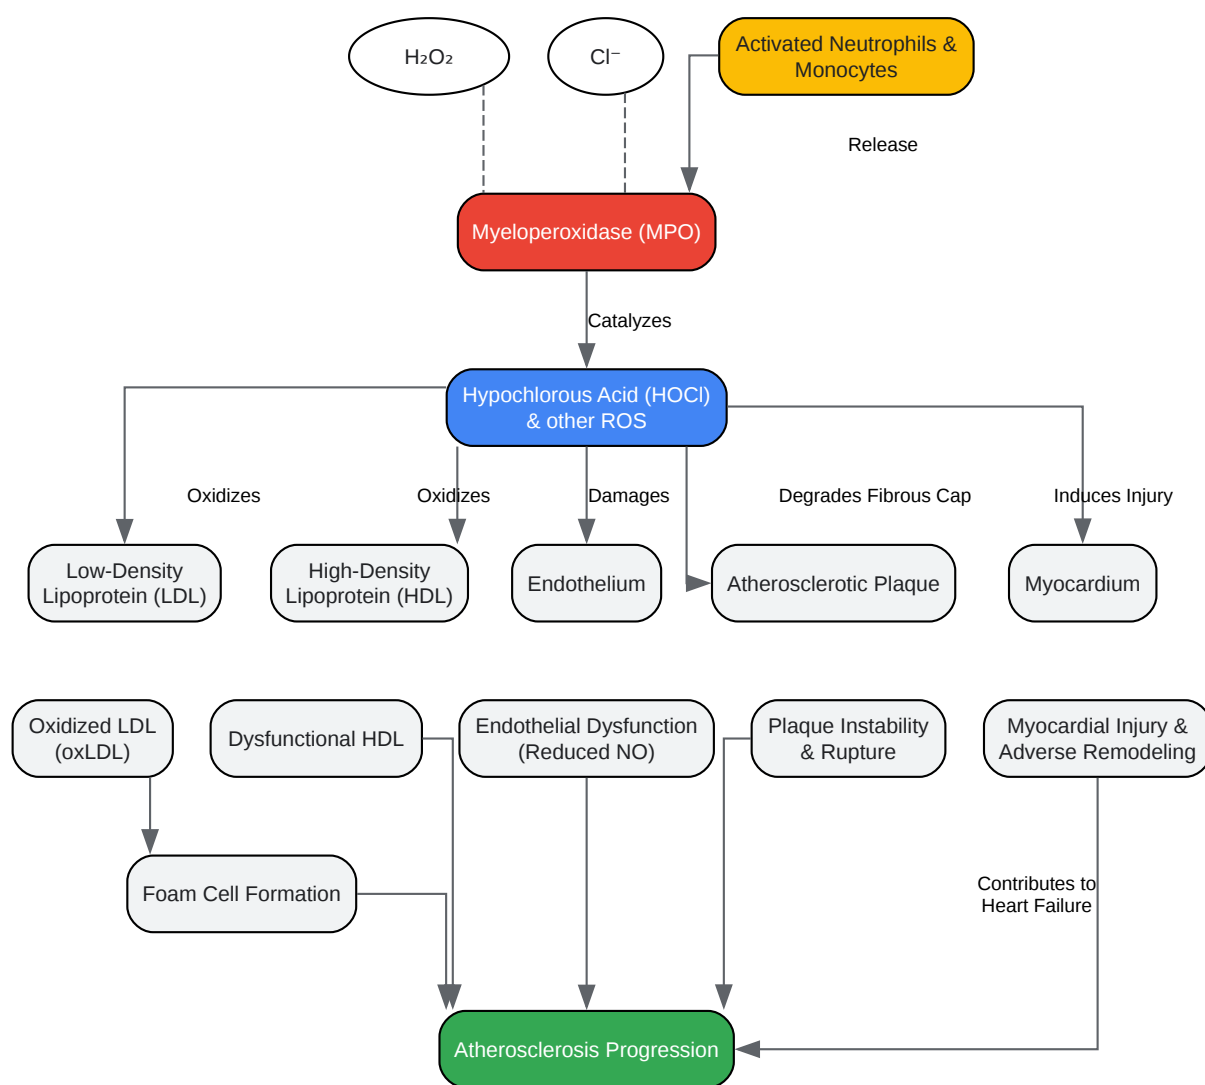 H₂O₂
Cl⁻
Activated Neutrophils &
Monocytes
Release
Myeloperoxidase (MPO)
Catalyzes
Hypochlorous Acid (HOCl)
& other ROS
Oxidizes
Oxidizes
Damages
Degrades Fibrous Cap
Induces Injury
Low-Density
Lipoprotein (LDL)
High-Density
Lipoprotein (HDL)
Endothelium
Atherosclerotic Plaque
Myocardium
Oxidized LDL
(oxLDL)
Dysfunctional HDL
Endothelial Dysfunction
(Reduced NO)
Plaque Instability
& Rupture
Myocardial Injury &
Adverse Remodeling
Foam Cell Formation
Contributes to
Heart Failure
Atherosclerosis Progression